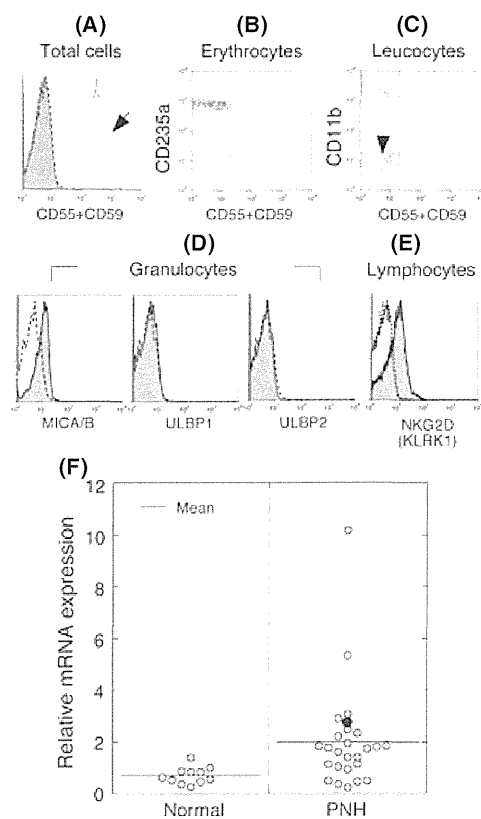 (A) (B) (C)
Total cells Erythrocytes Leucocytes
CD235a
CD11b
CD55+CD59 CD55+CD59 CD55+CD59
(D) (E)
Granulocytes Lymphocytes
MICA/B ULBP1 ULBP2 NKG2D
(KLRK1)
(F)
Relative mRNA expression
12
10
8
6
4
2
0
Mean
Normal PNH